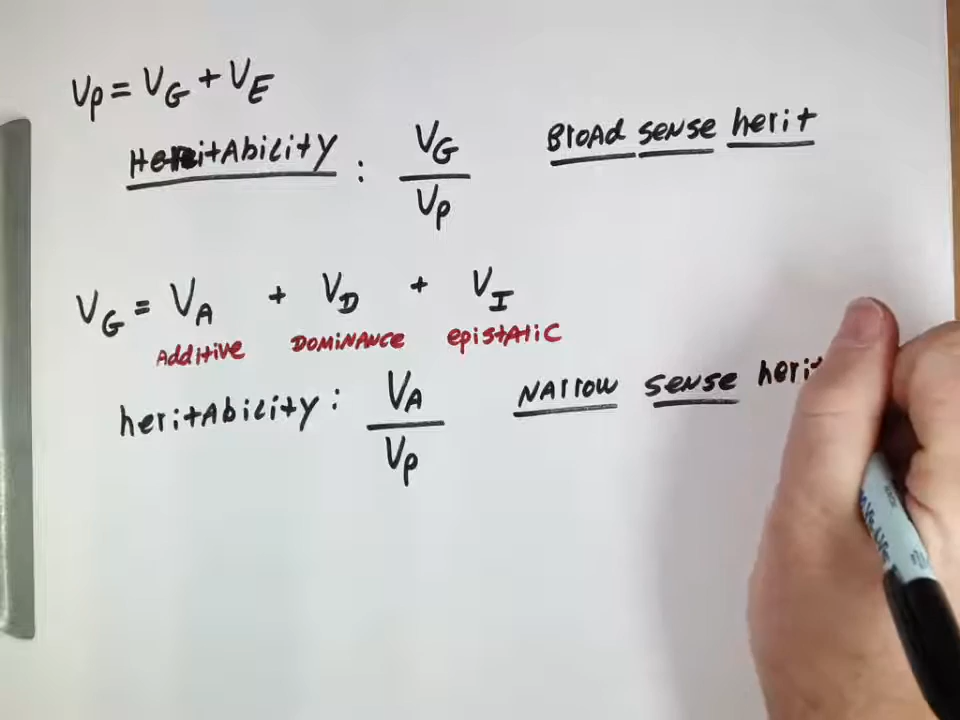 VP = VG + VE
HeritAbility : VG / VP BroAd sense herit
VG = VA + VD + VI
Additive DOMiNANCE epistAtic
heritAbility : VA / VP NArrow sense herit